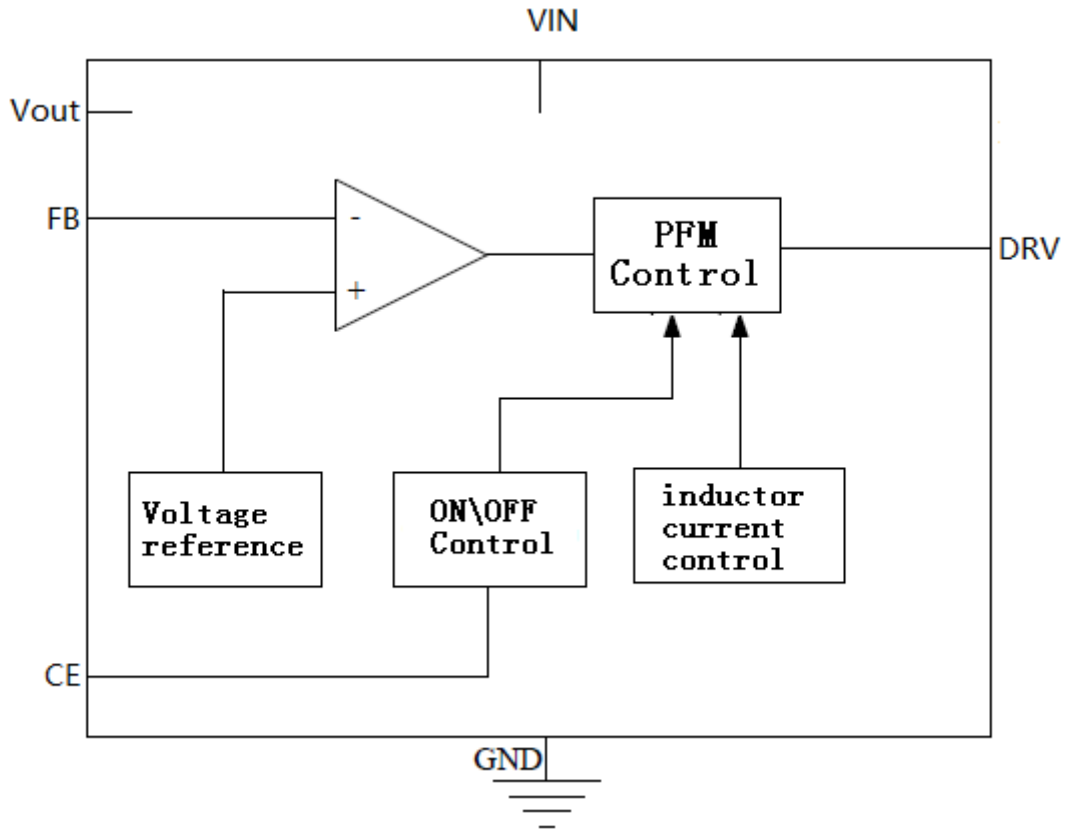 VIN
Vout
FB
-
+
PFM
Control
DRV
Voltage
reference
ON\OFF
Control
inductor
current
control
CE
GND